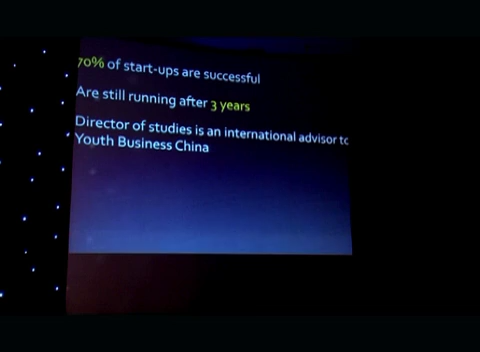 70% of start-ups are successful
Are still running after 3 years
Director of studies is an international advisor to
Youth Business China